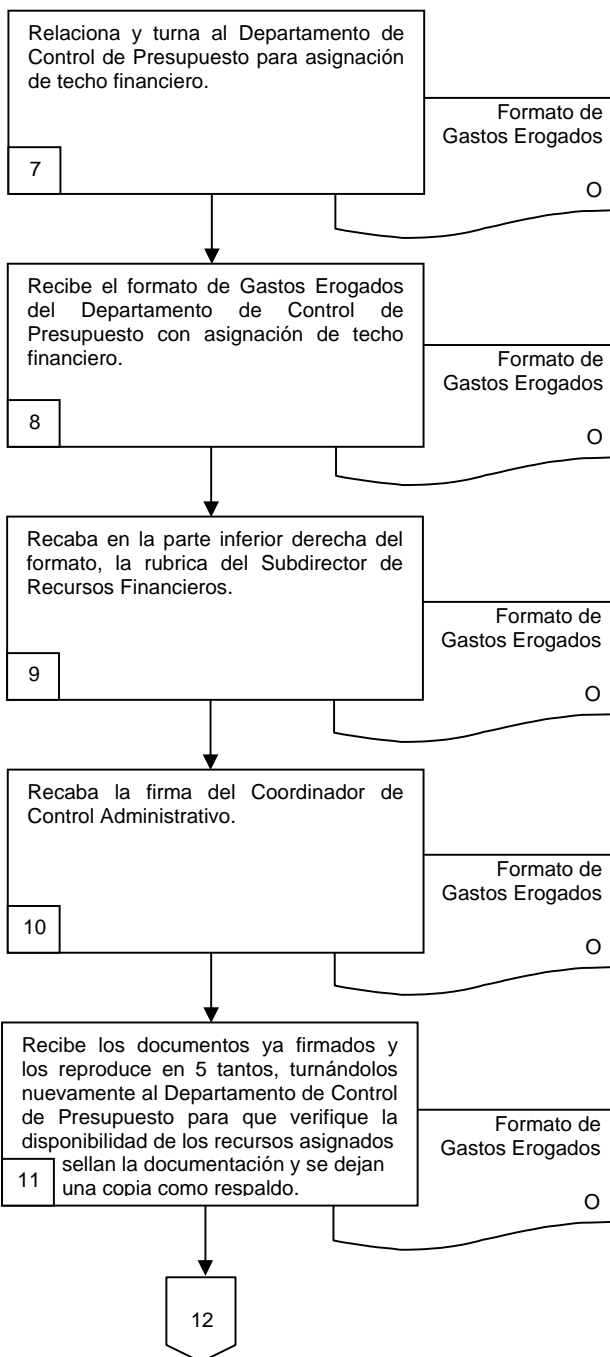 Relaciona y turna al Departamento de
Control de Presupuesto para asignación
de techo financiero.
7
Formato de
Gastos Erogados
O
Recibe el formato de Gastos Erogados
del Departamento de Control de
Presupuesto con asignación de techo
financiero.
8
Formato de
Gastos Erogados
O
Recaba en la parte inferior derecha del
formato, la rubrica del Subdirector de
Recursos Financieros.
9
Formato de
Gastos Erogados
O
Recaba la firma del Coordinador de
Control Administrativo.
10
Formato de
Gastos Erogados
O
Recibe los documentos ya firmados y
los reproduce en 5 tantos, turnándolos
nuevamente al Departamento de Control
de Presupuesto para que verifique la
disponibilidad de los recursos asignados
sellan la documentación y se dejan
una copia como respaldo.
11
Formato de
Gastos Erogados
O
12